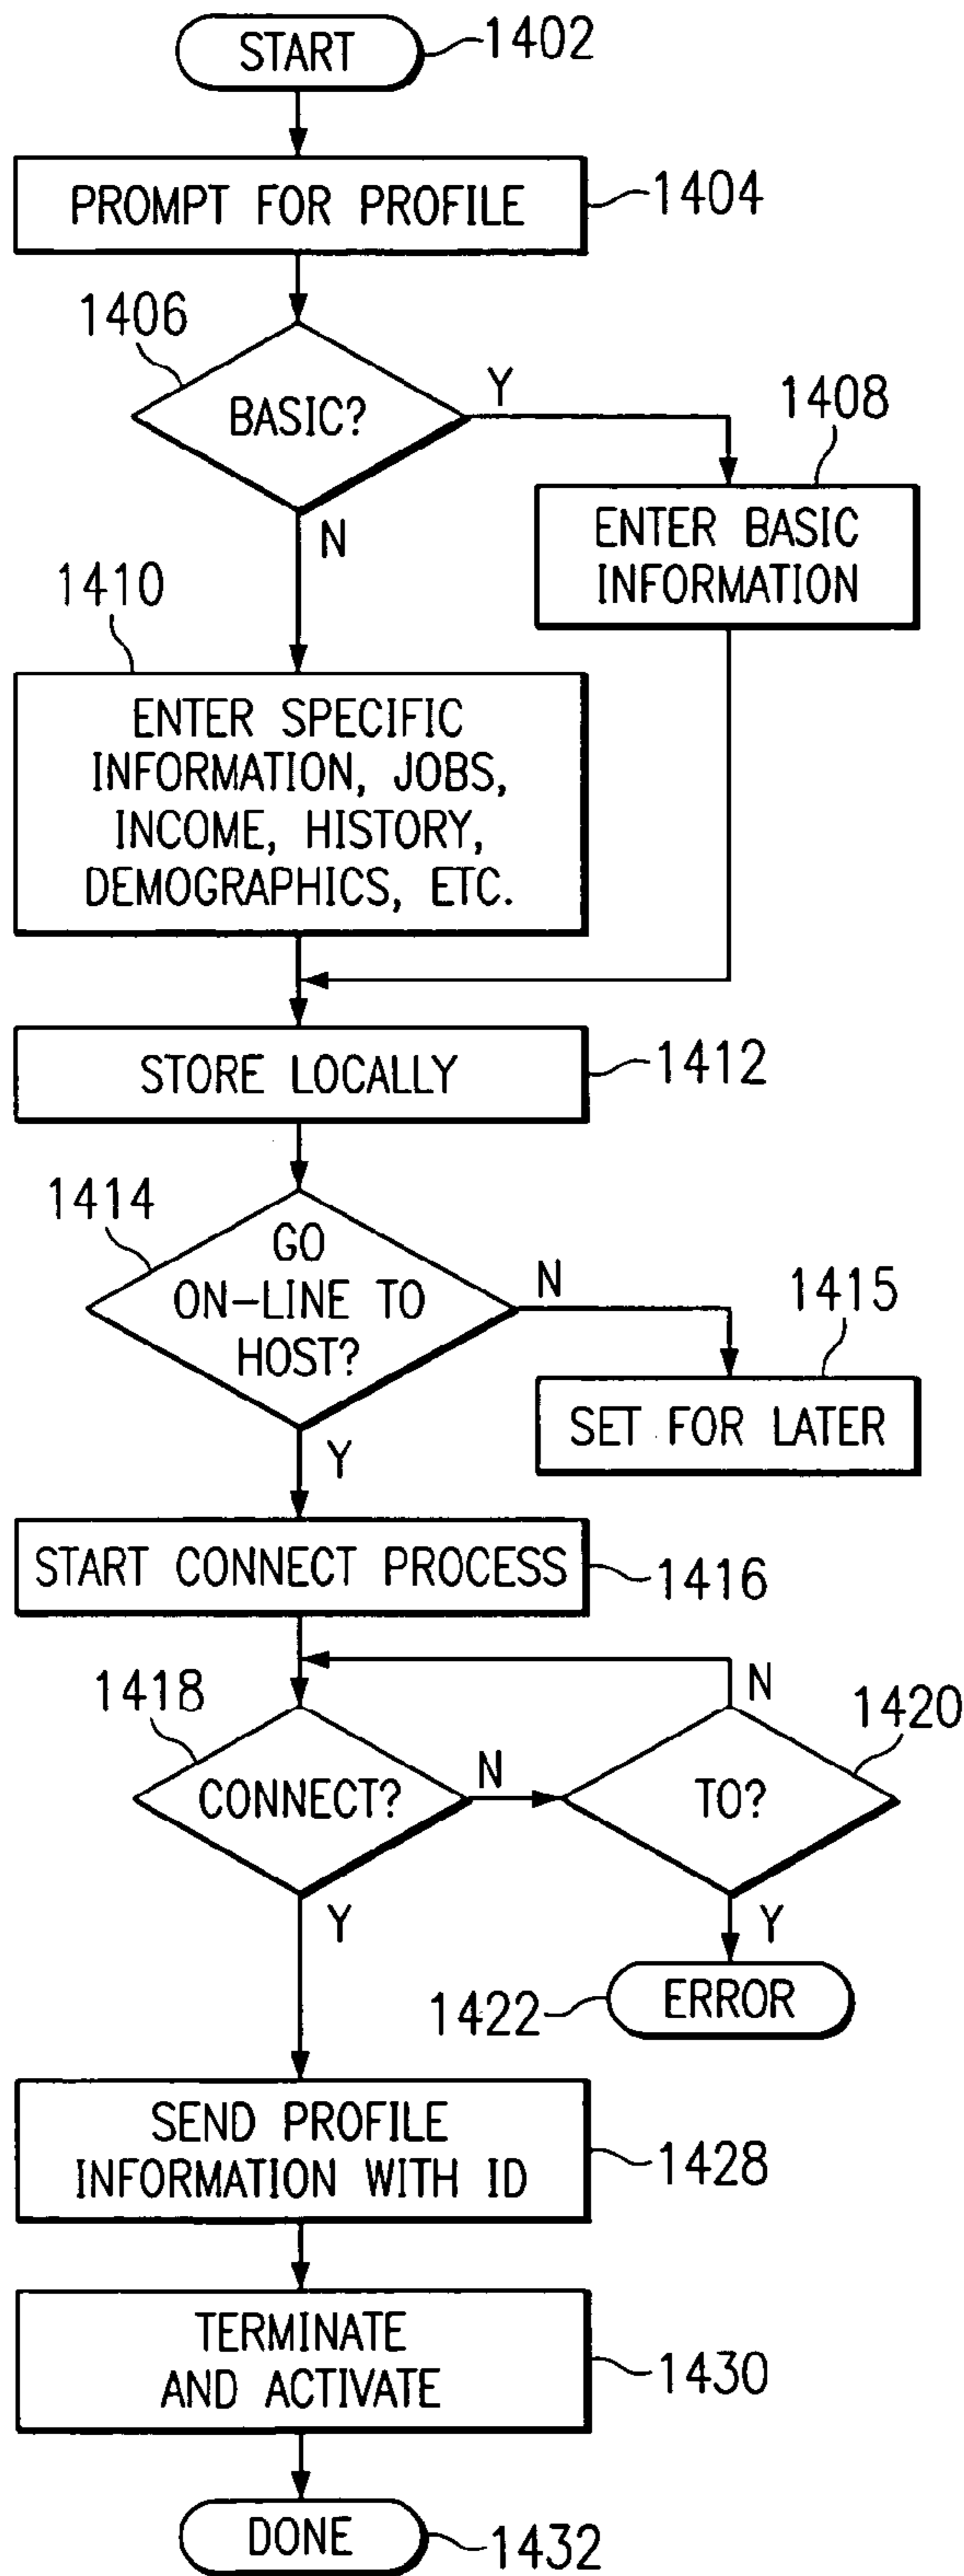 START
1402
PROMPT FOR PROFILE
1404
1406
BASIC?
Y
N
1408
ENTER BASIC
INFORMATION
1410
ENTER SPECIFIC
INFORMATION, JOBS,
INCOME, HISTORY,
DEMOGRAPHICS, ETC.
STORE LOCALLY
1412
1414
GO
ON-LINE TO
HOST?
N
Y
1415
SET FOR LATER
START CONNECT PROCESS
1416
1418
CONNECT?
N
Y
N
1420
TO?
Y
1422
ERROR
SEND PROFILE
INFORMATION WITH ID
1428
TERMINATE
AND ACTIVATE
1430
DONE
1432